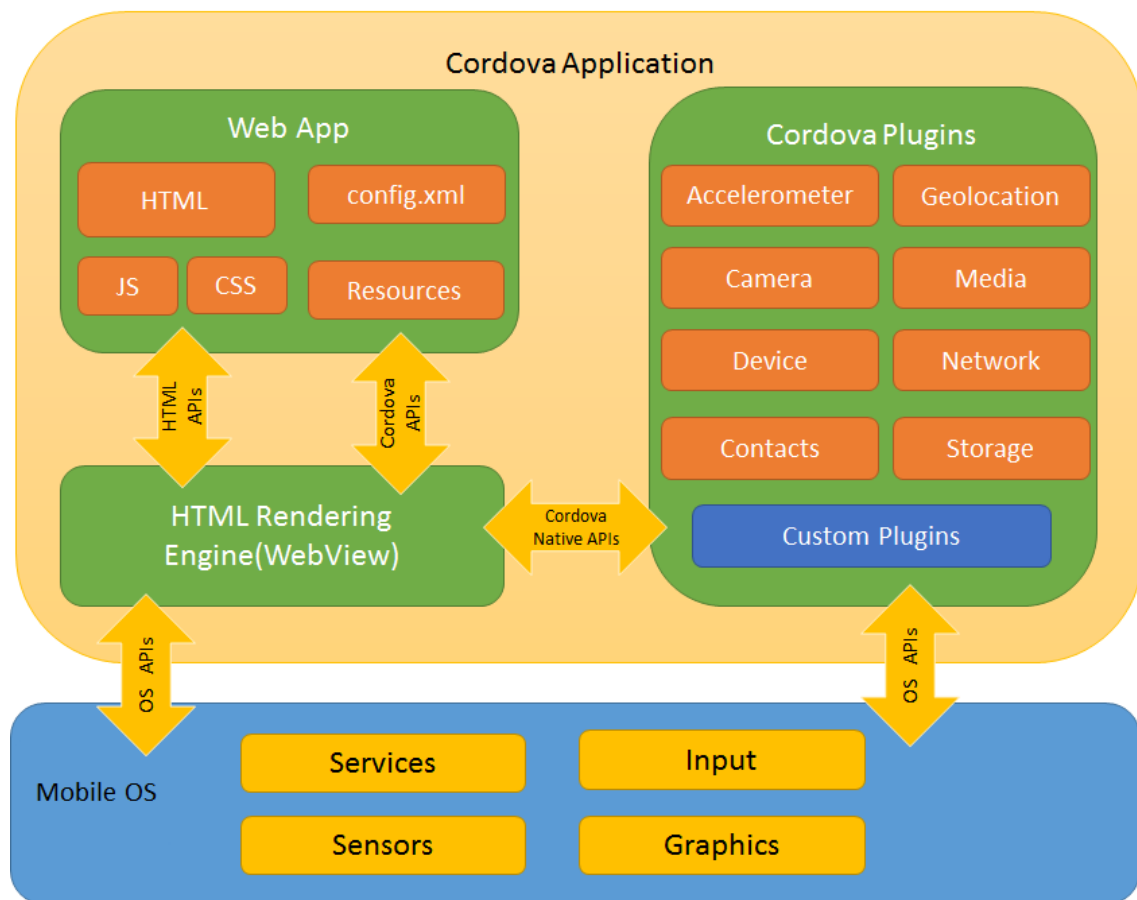 Cordova Application
Web App
HTML
config.xml
JS
CSS
Resources
HTML
APIs
Cordova
APIs
HTML Rendering
Engine(WebView)
Cordova
Native APIs
Cordova Plugins
Accelerometer
Geolocation
Camera
Media
Device
Network
Contacts
Storage
Custom Plugins
OS APIs
OS APIs
Mobile OS
Services
Input
Sensors
Graphics